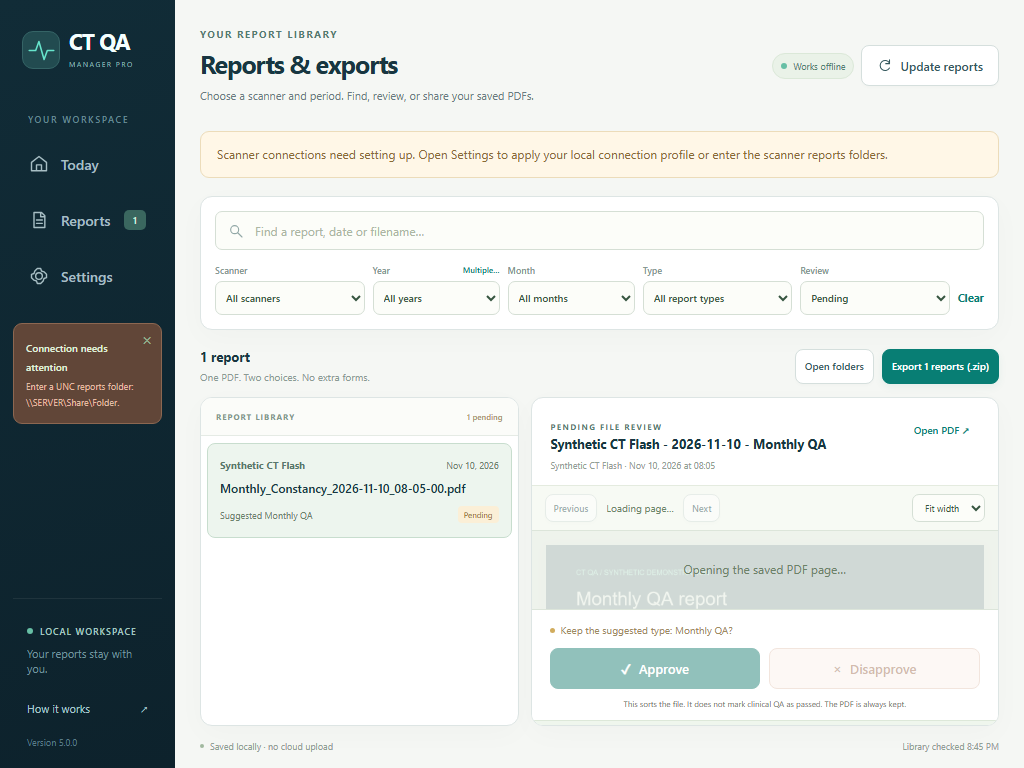 CT QA
MANAGER PRO
YOUR WORKSPACE
Today
Reports 1
Settings
Connection needs
attention
Enter a UNC reports folder:
\\SERVER\Share\Folder.
LOCAL WORKSPACE
Your reports stay with
you.
How it works ↗
Version 5.0.0
YOUR REPORT LIBRARY
Reports & exports
Choose a scanner and period. Find, review, or share your saved PDFs.
Works offline
Update reports
Scanner connections need setting up. Open Settings to apply your local connection profile or enter the scanner reports folders.
Find a report, date or filename...
Scanner Year Multiple... Month Type Review
All scanners All years All months All report types Pending Clear
1 report
One PDF. Two choices. No extra forms.
Open folders Export 1 reports (.zip)
REPORT LIBRARY 1 pending
Synthetic CT Flash Nov 10, 2026
Monthly_Constancy_2026-11-10_08-05-00.pdf
Suggested Monthly QA Pending
PENDING FILE REVIEW
Synthetic CT Flash - 2026-11-10 - Monthly QA
Synthetic CT Flash · Nov 10, 2026 at 08:05
Open PDF ↗
Previous Loading page... Next Fit width
CT QA / SYNTHETIC
Opening the saved PDF page...
Monthly QA report
Keep the suggested type: Monthly QA?
✓ Approve × Disapprove
This sorts the file. It does not mark clinical QA as passed. The PDF is always kept.
Saved locally · no cloud upload
Library checked 8:45 PM